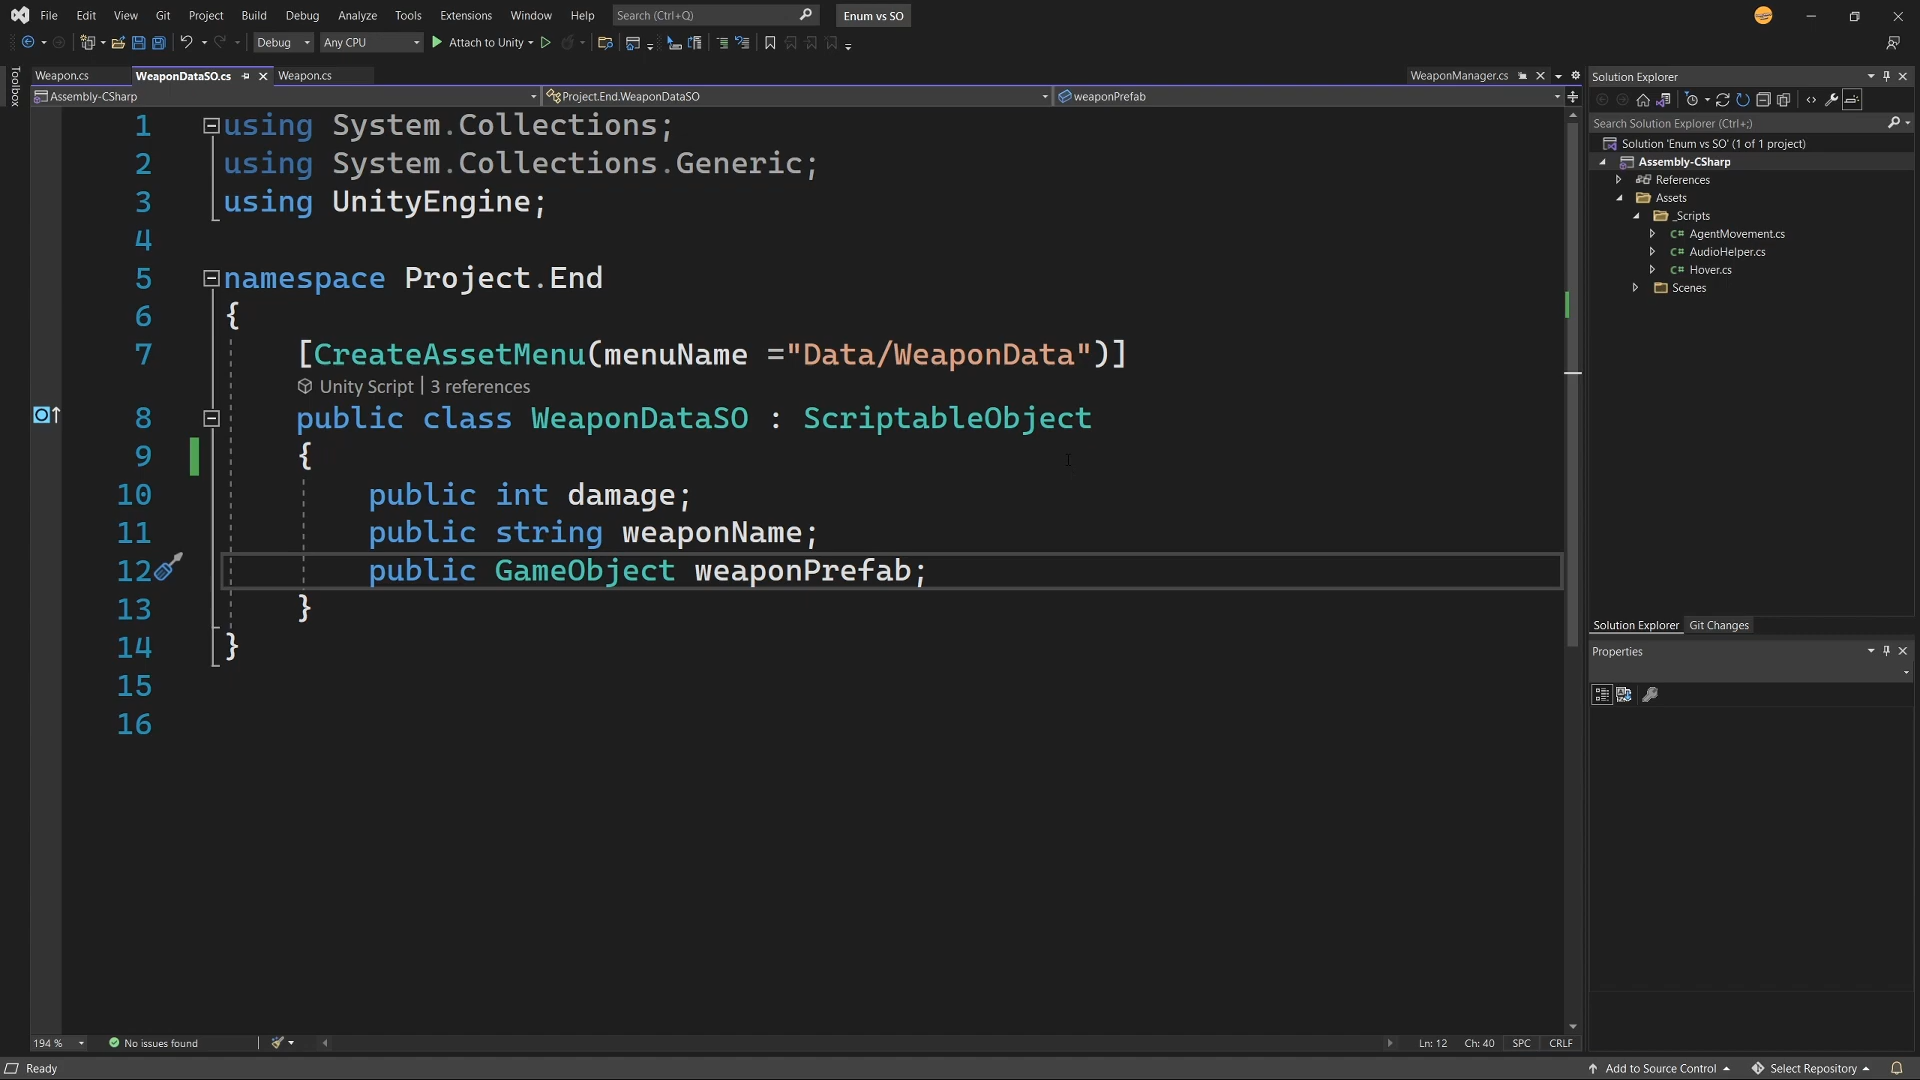 File Edit View Git Project Build Debug Analyze Tools Extensions Window Help Search (Ctrl+Q) Enum vs SO
Debug Any CPU Attach to Unity
Toolbox
Weapon.cs WeaponDataSO.cs Weapon.cs WeaponManager.cs
Assembly-CSharp Project.End.WeaponDataSO weaponPrefab
1 using System.Collections;
2 using System.Collections.Generic;
3 using UnityEngine;
4
5 namespace Project.End
6 {
7 [CreateAssetMenu(menuName ="Data/WeaponData")]
Unity Script | 3 references
8 public class WeaponDataSO : ScriptableObject
9 {
10 public int damage;
11 public string weaponName;
12 public GameObject weaponPrefab;
13 }
14 }
15
16
194 % No issues found Ln: 12 Ch: 40 SPC CRLF
Solution Explorer
Search Solution Explorer (Ctrl+;)
Solution 'Enum vs SO' (1 of 1 project)
Assembly-CSharp
References
Assets
_Scripts
C# AgentMovement.cs
C# AudioHelper.cs
C# Hover.cs
Scenes
Solution Explorer Git Changes
Properties
Ready Add to Source Control Select Repository